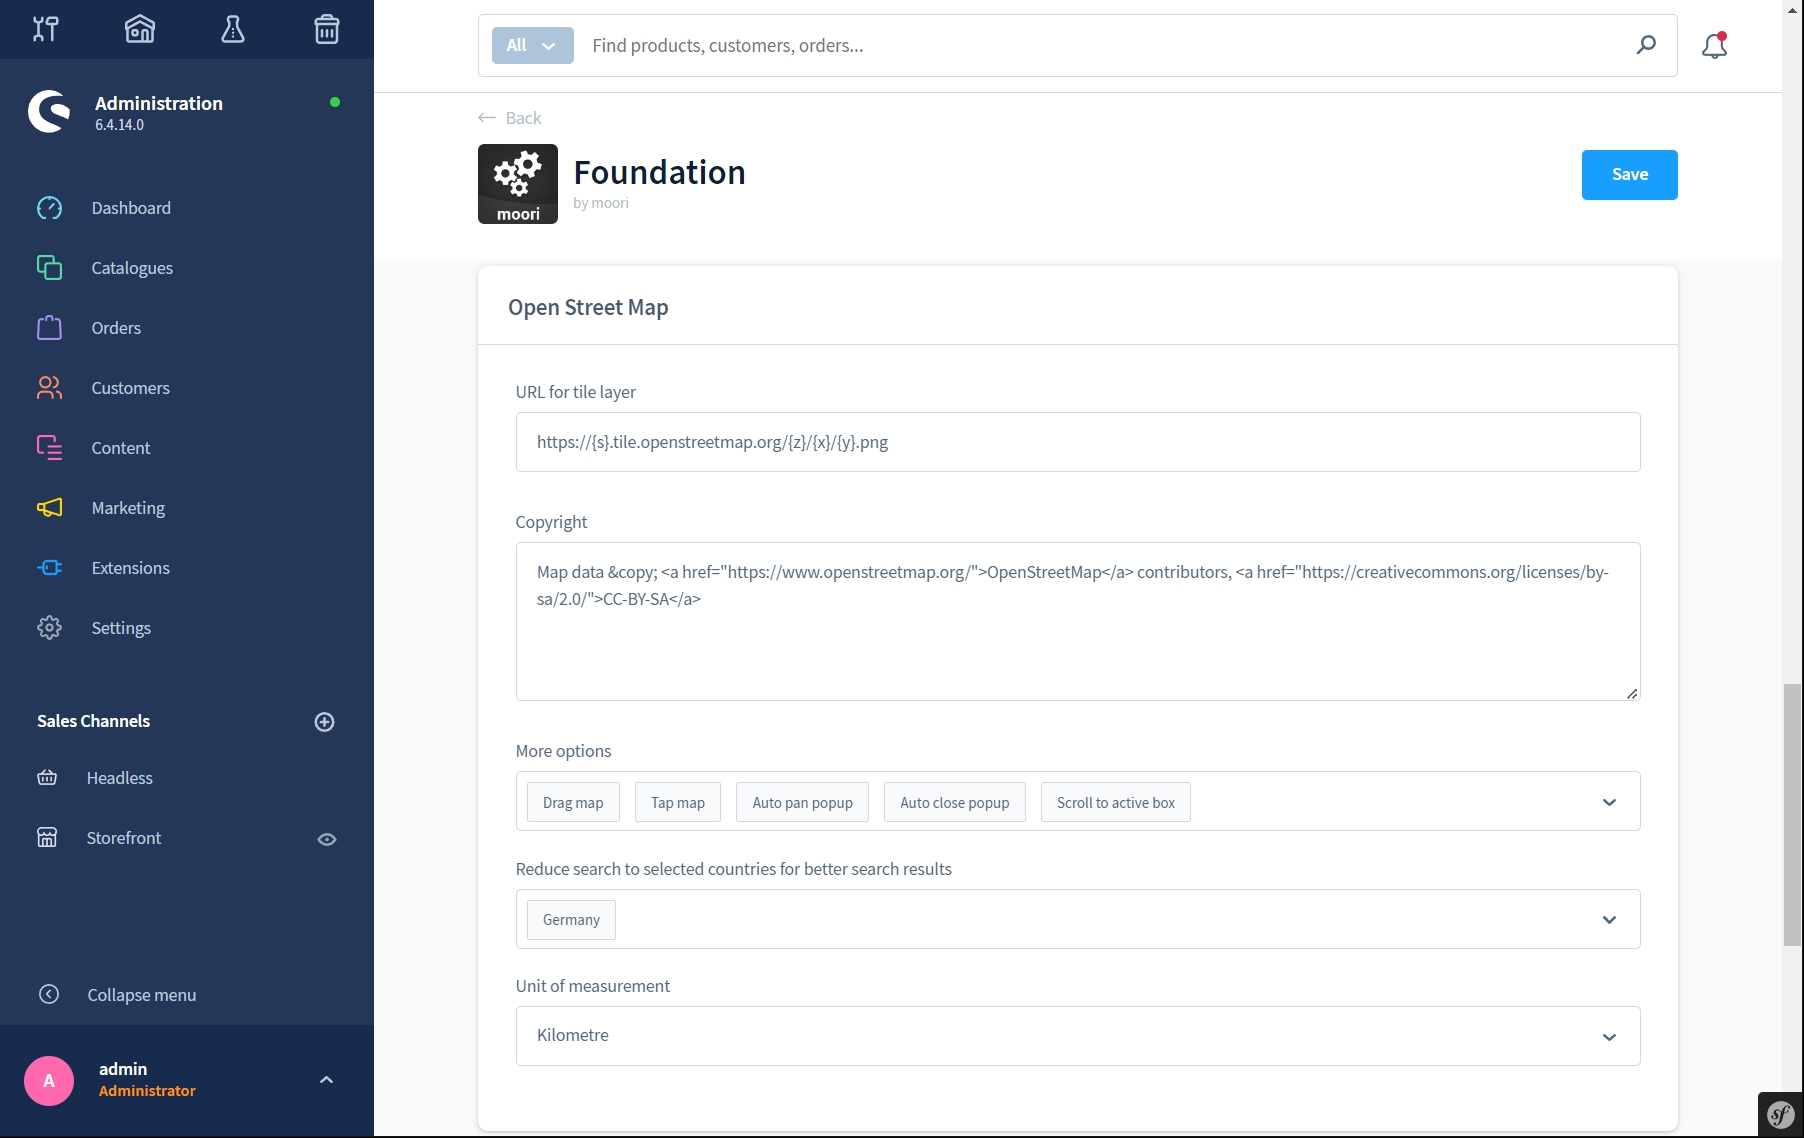 All
Find products, customers, orders...
Administration
6.4.14.0
Dashboard
Catalogues
Orders
Customers
Content
Marketing
Extensions
Settings
Sales Channels
Headless
Storefront
Collapse menu
A
admin
Administrator
Back
moori
Foundation
by moori
Save
Open Street Map
URL for tile layer
https://{s}.tile.openstreetmap.org/{z}/{x}/{y}.png
Copyright
Map data &copy; <a href="https://www.openstreetmap.org/">OpenStreetMap</a> contributors, <a href="https://creativecommons.org/licenses/by-
sa/2.0/">CC-BY-SA</a>
More options
Drag map Tap map Auto pan popup Auto close popup Scroll to active box
Reduce search to selected countries for better search results
Germany
Unit of measurement
Kilometre
sf